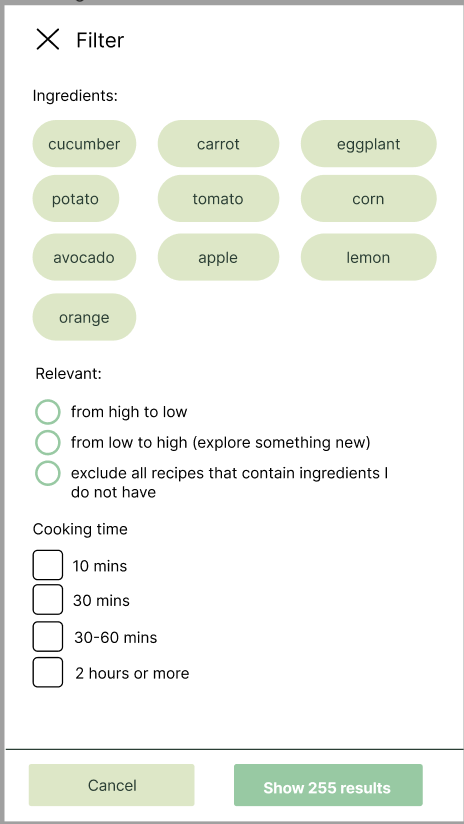 Filter
Ingredients:
cucumber carrot eggplant
potato tomato corn
avocado apple lemon
orange
Relevant:
from high to low
from low to high (explore something new)
exclude all recipes that contain ingredients I
do not have
Cooking time
10 mins
30 mins
30-60 mins
2 hours or more
Cancel Show 255 results